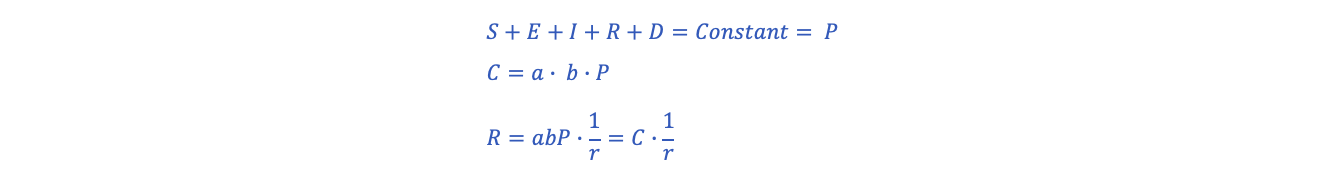 S + E + I + R + D = Constant = P
C = a · b · P
R = abP · 1/r = C · 1/r